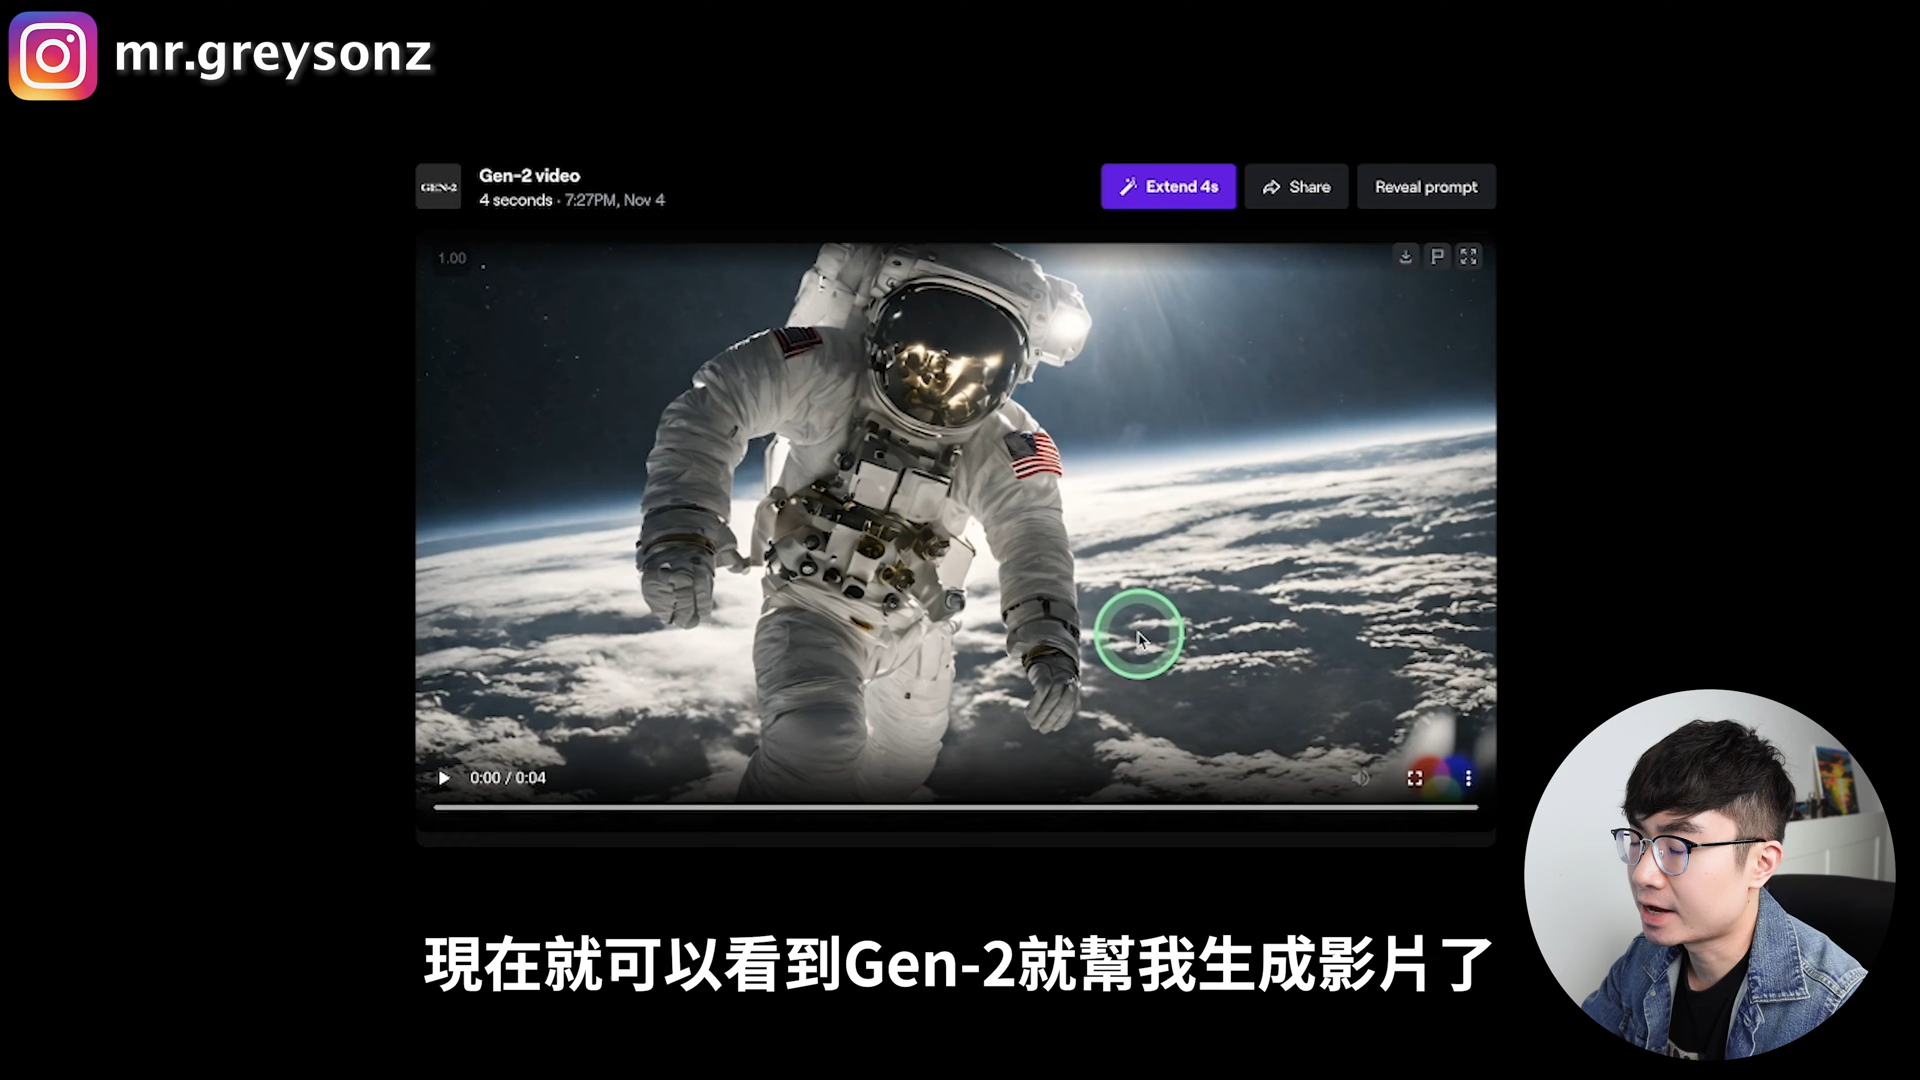 mr.greysonz
GEN-2
Gen-2 video
4 seconds · 7:27PM, Nov 4
Extend 4s
Share
Reveal prompt
1.00
0:00 / 0:04
現在就可以看到Gen-2就幫我生成影片了